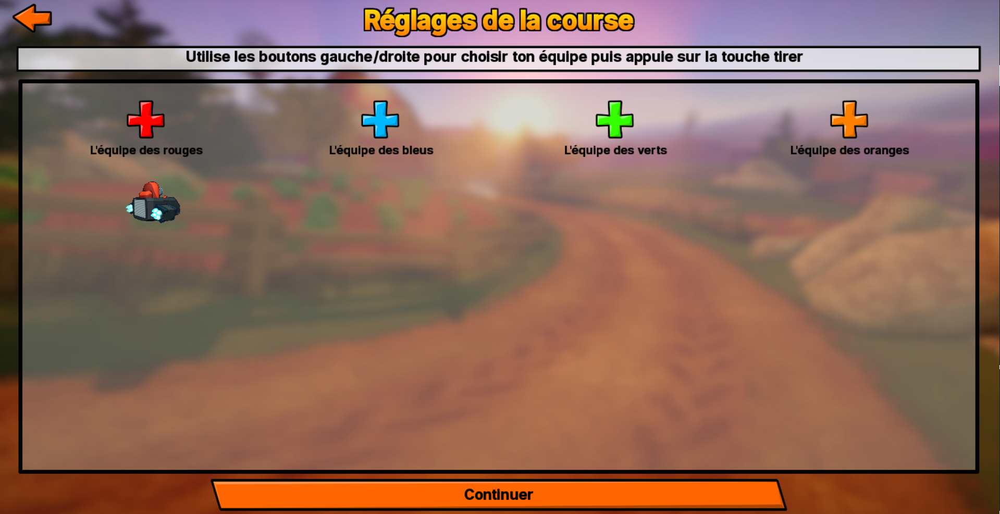 Réglages de la course
Utilise les boutons gauche/droite pour choisir ton équipe puis appuie sur la touche tirer
L'équipe des rouges
L'équipe des bleus
L'équipe des verts
L'équipe des oranges
Continuer